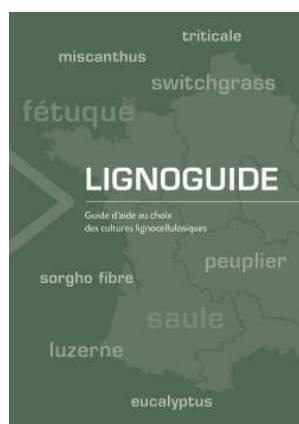 triticale
miscanthus
switchgrass
fétuque
LIGNOGUIDE
Guide d'aide au choix
des cultures lignocellulosiques
peuplier
sorgho fibre
saule
luzerne
eucalyptus